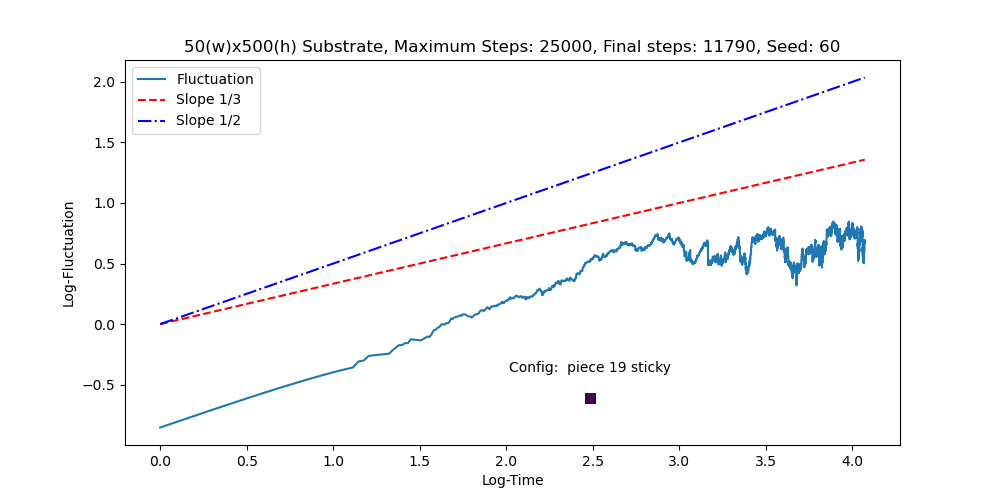 50(w)x500(h) Substrate, Maximum Steps: 25000, Final steps: 11790, Seed: 60
Fluctuation
Slope 1/3
Slope 1/2
2.0
1.5
1.0
0.5
0.0
−0.5
Log-Fluctuation
Config:  piece 19 sticky
0.0 0.5 1.0 1.5 2.0 2.5 3.0 3.5 4.0
Log-Time